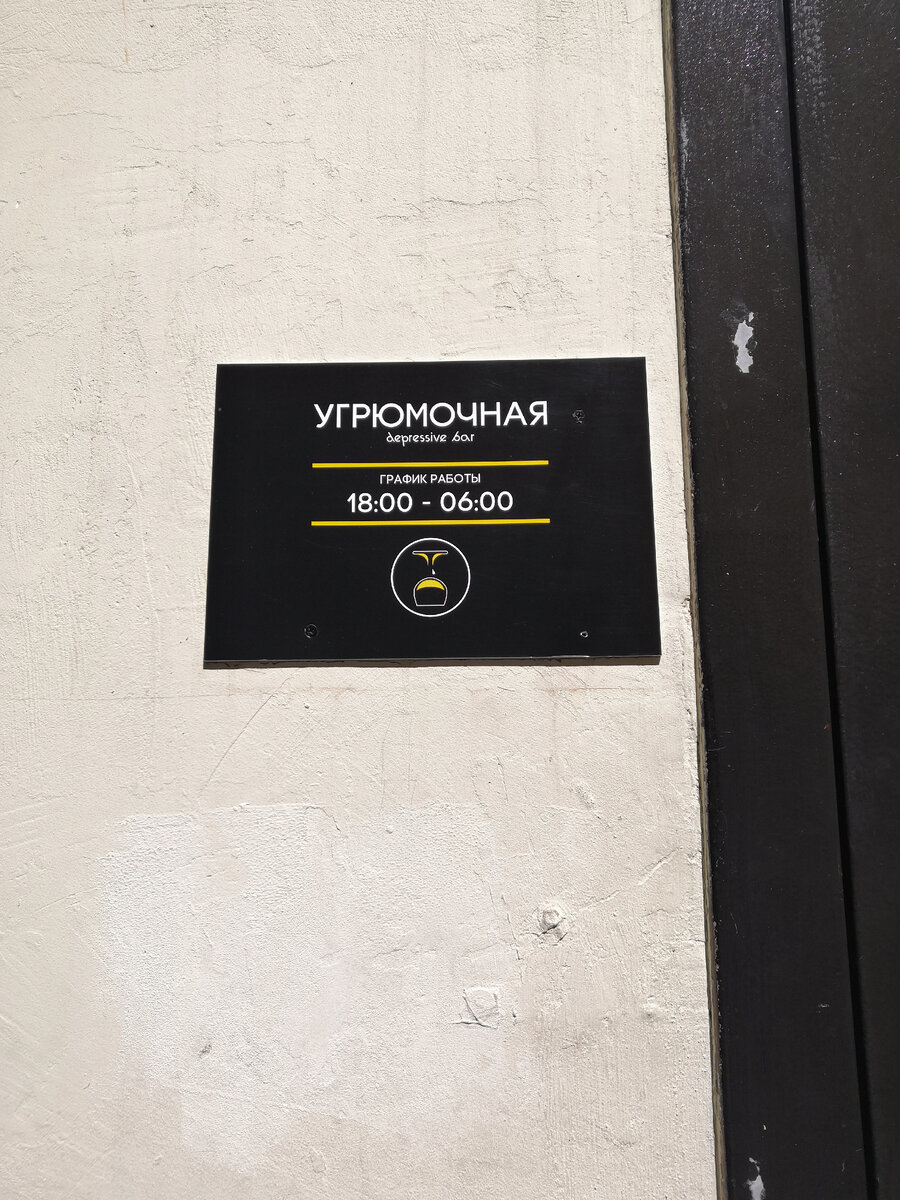 УГРЮМОЧНАЯ
depressive bar
ГРАФИК РАБОТЫ
18:00 - 06:00